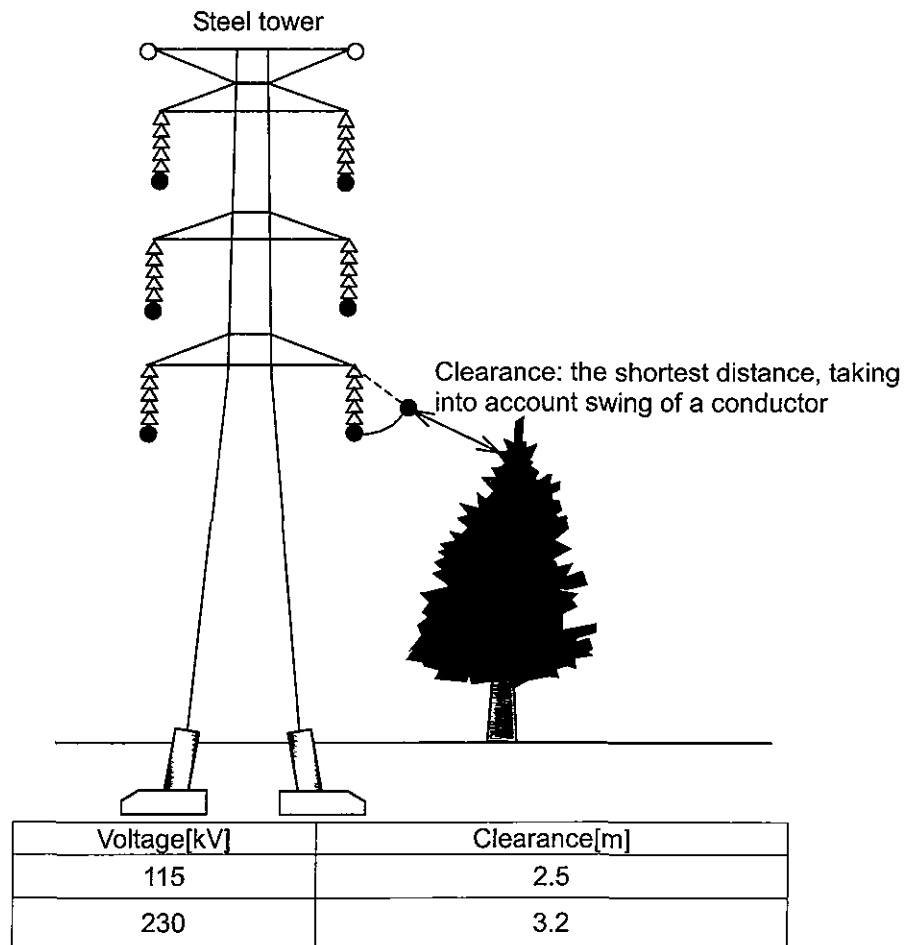 Steel tower
Clearance: the shortest distance, taking
into account swing of a conductor
Voltage[kV] Clearance[m]
115 2.5
230 3.2